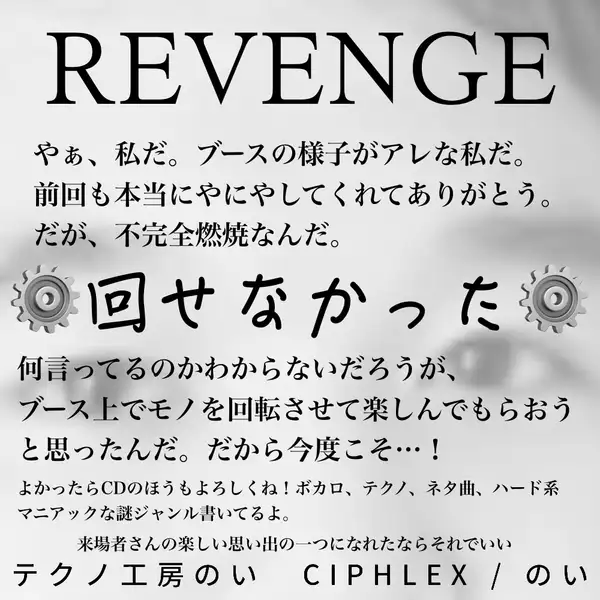 REVENGE
やぁ、私だ。ブースの様子がアレな私だ。
前回も本当にやにやしてくれてありがとう。
だが、不完全燃焼なんだ。
回せなかった
何言ってるのかわからないだろうが、
ブース上でモノを回転させて楽しんでもらおう
と思ったんだ。だから今度こそ…！
よかったらCDのほうもよろしくね！ボカロ、テクノ、ネタ曲、ハード系
マニアックな謎ジャンル書いてるよ。
来場者さんの楽しい思い出の一つになれたならそれでいい
テクノ工房のい CIPHLEX / のい